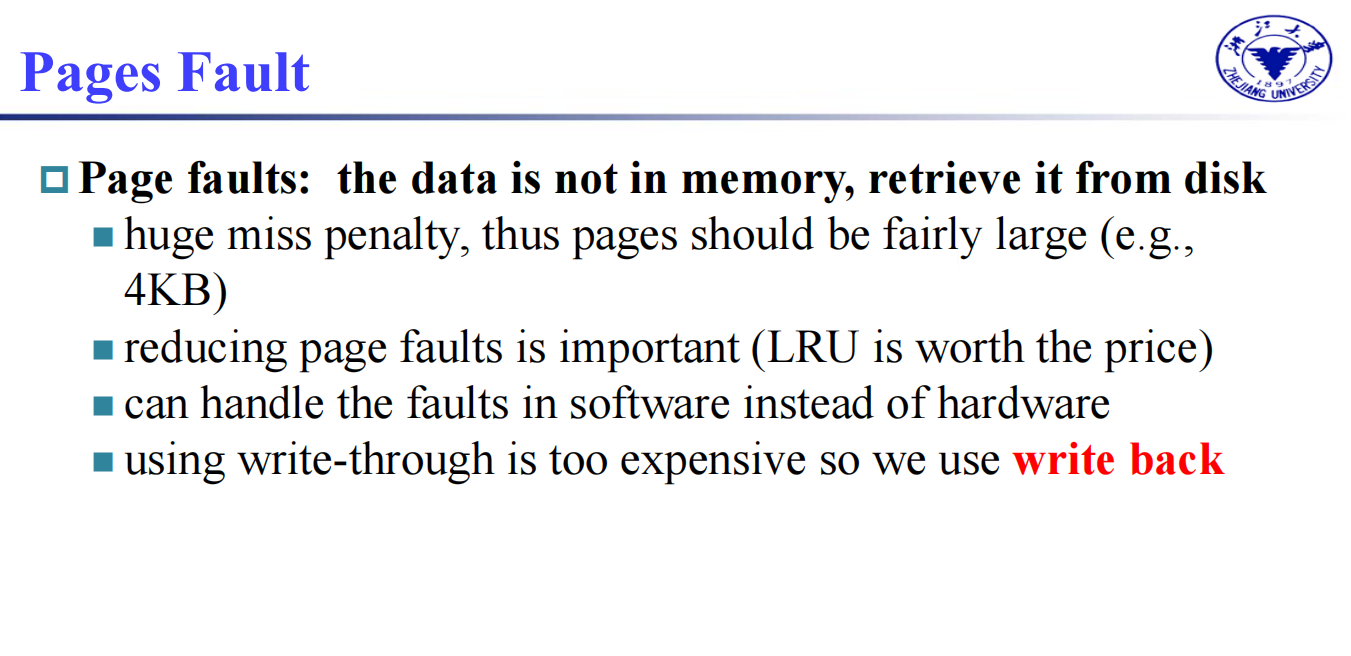 Pages Fault
浙江大学
ZHEJIANG UNIVERSITY
1897
Page faults: the data is not in memory, retrieve it from disk
huge miss penalty, thus pages should be fairly large (e.g.,
4KB)
reducing page faults is important (LRU is worth the price)
can handle the faults in software instead of hardware
using write-through is too expensive so we use write back